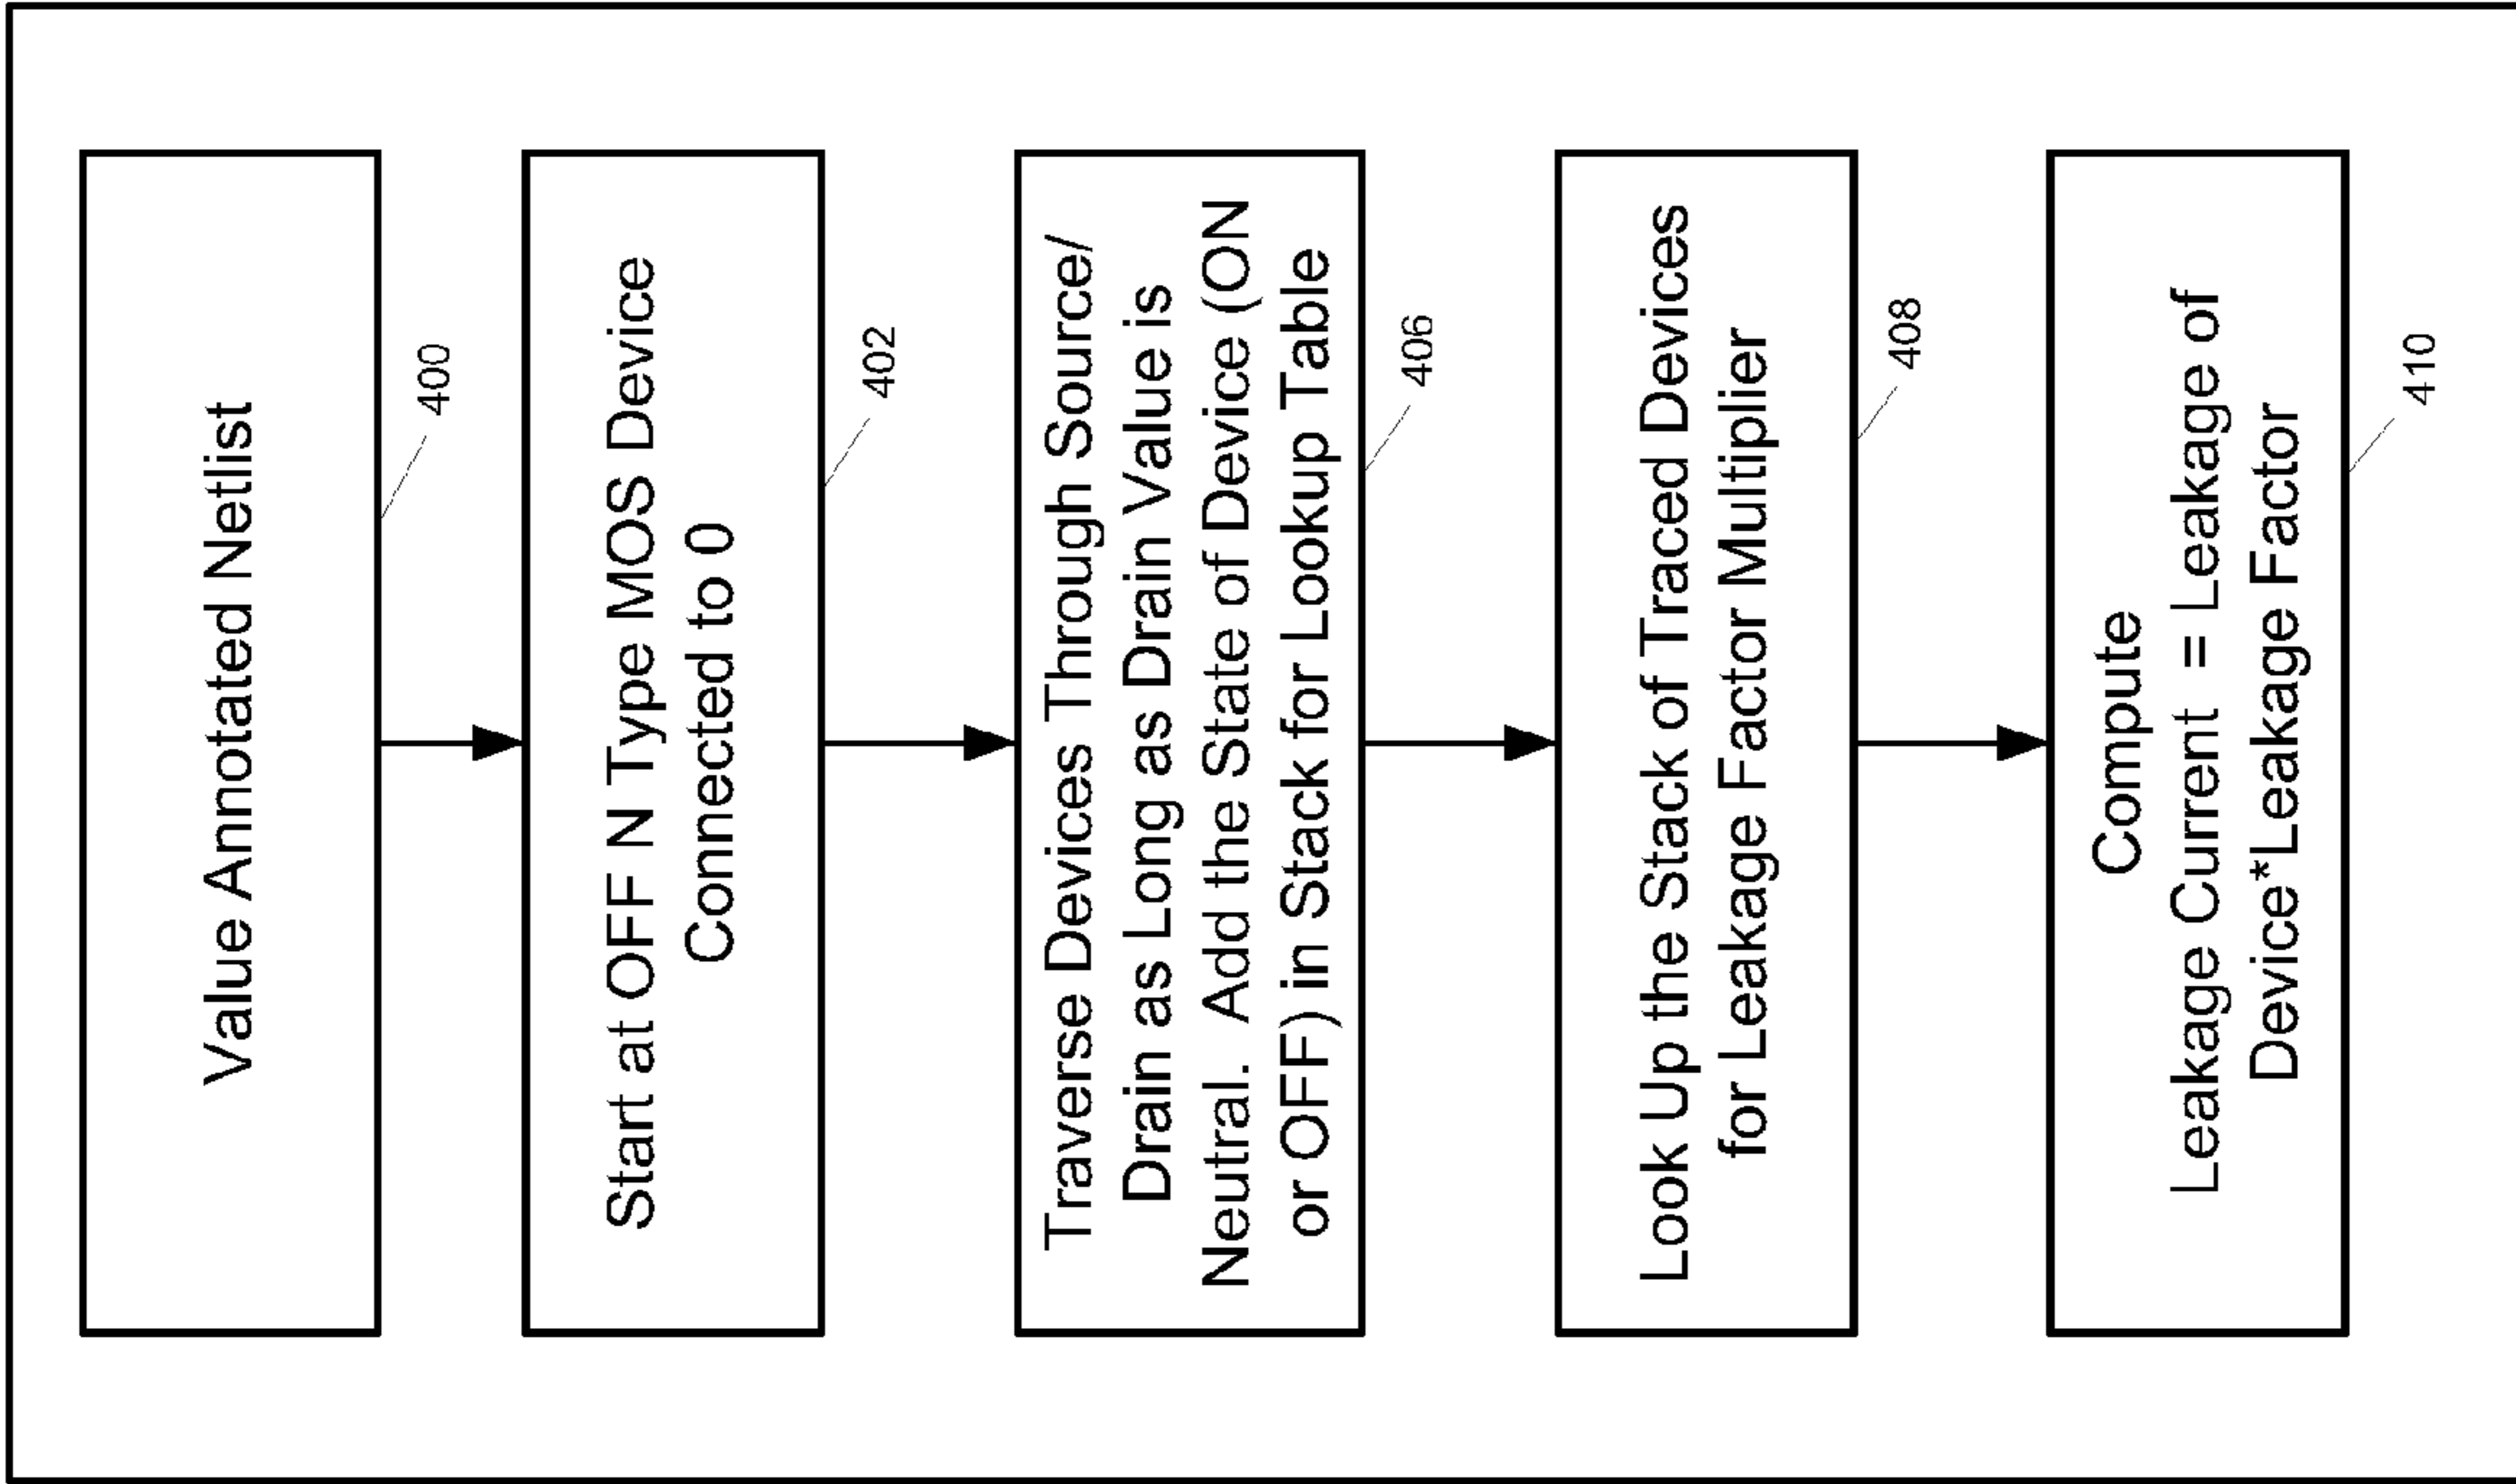 Value Annotated Netlist
400
Start at OFF N Type MOS Device
Connected to 0
402
Traverse Devices Through Source/
Drain as Long as Drain Value is
Neutral. Add the State of Device (ON
or OFF) in Stack for Lookup Table
406
Look Up the Stack of Traced Devices
for Leakage Factor Multiplier
408
Compute
Leakage Current = Leakage of
Device*Leakage Factor
410